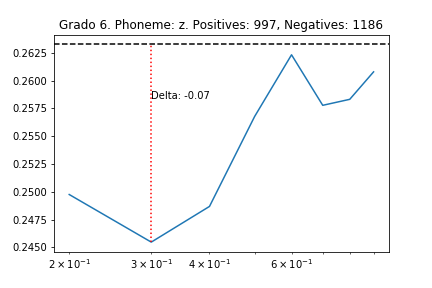 Grado 6. Phoneme: z. Positives: 997, Negatives: 1186
0.2625
0.2600
Delta: -0.07
0.2575
0.2550
0.2525
0.2500
0.2475
0.2450
2 × 10⁻¹ 3 × 10⁻¹ 4 × 10⁻¹ 6 × 10⁻¹